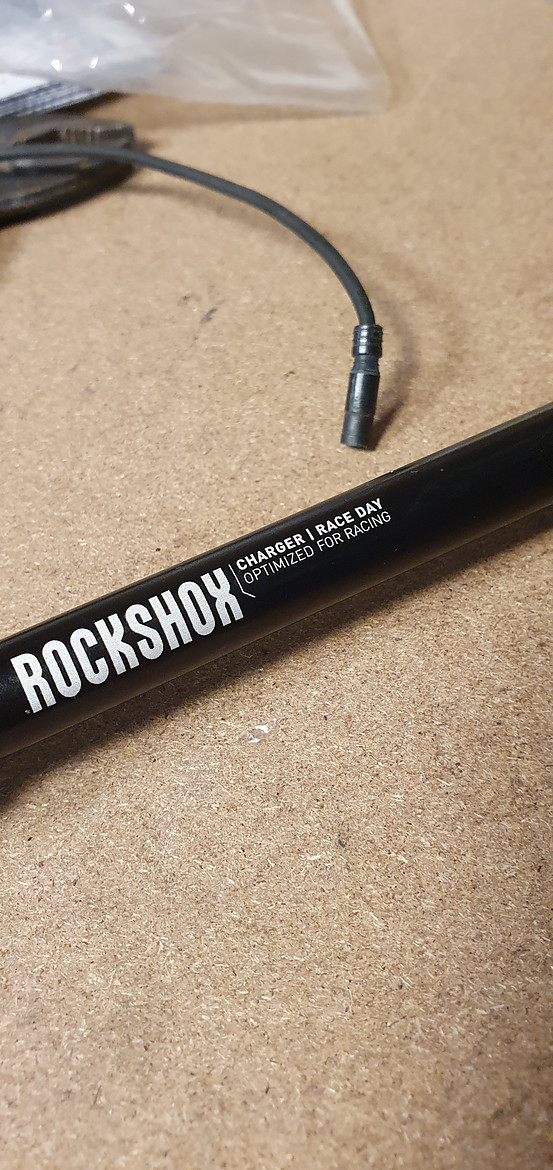 ROCKSHOX
CHARGER | RACE DAY
OPTIMIZED FOR RACING